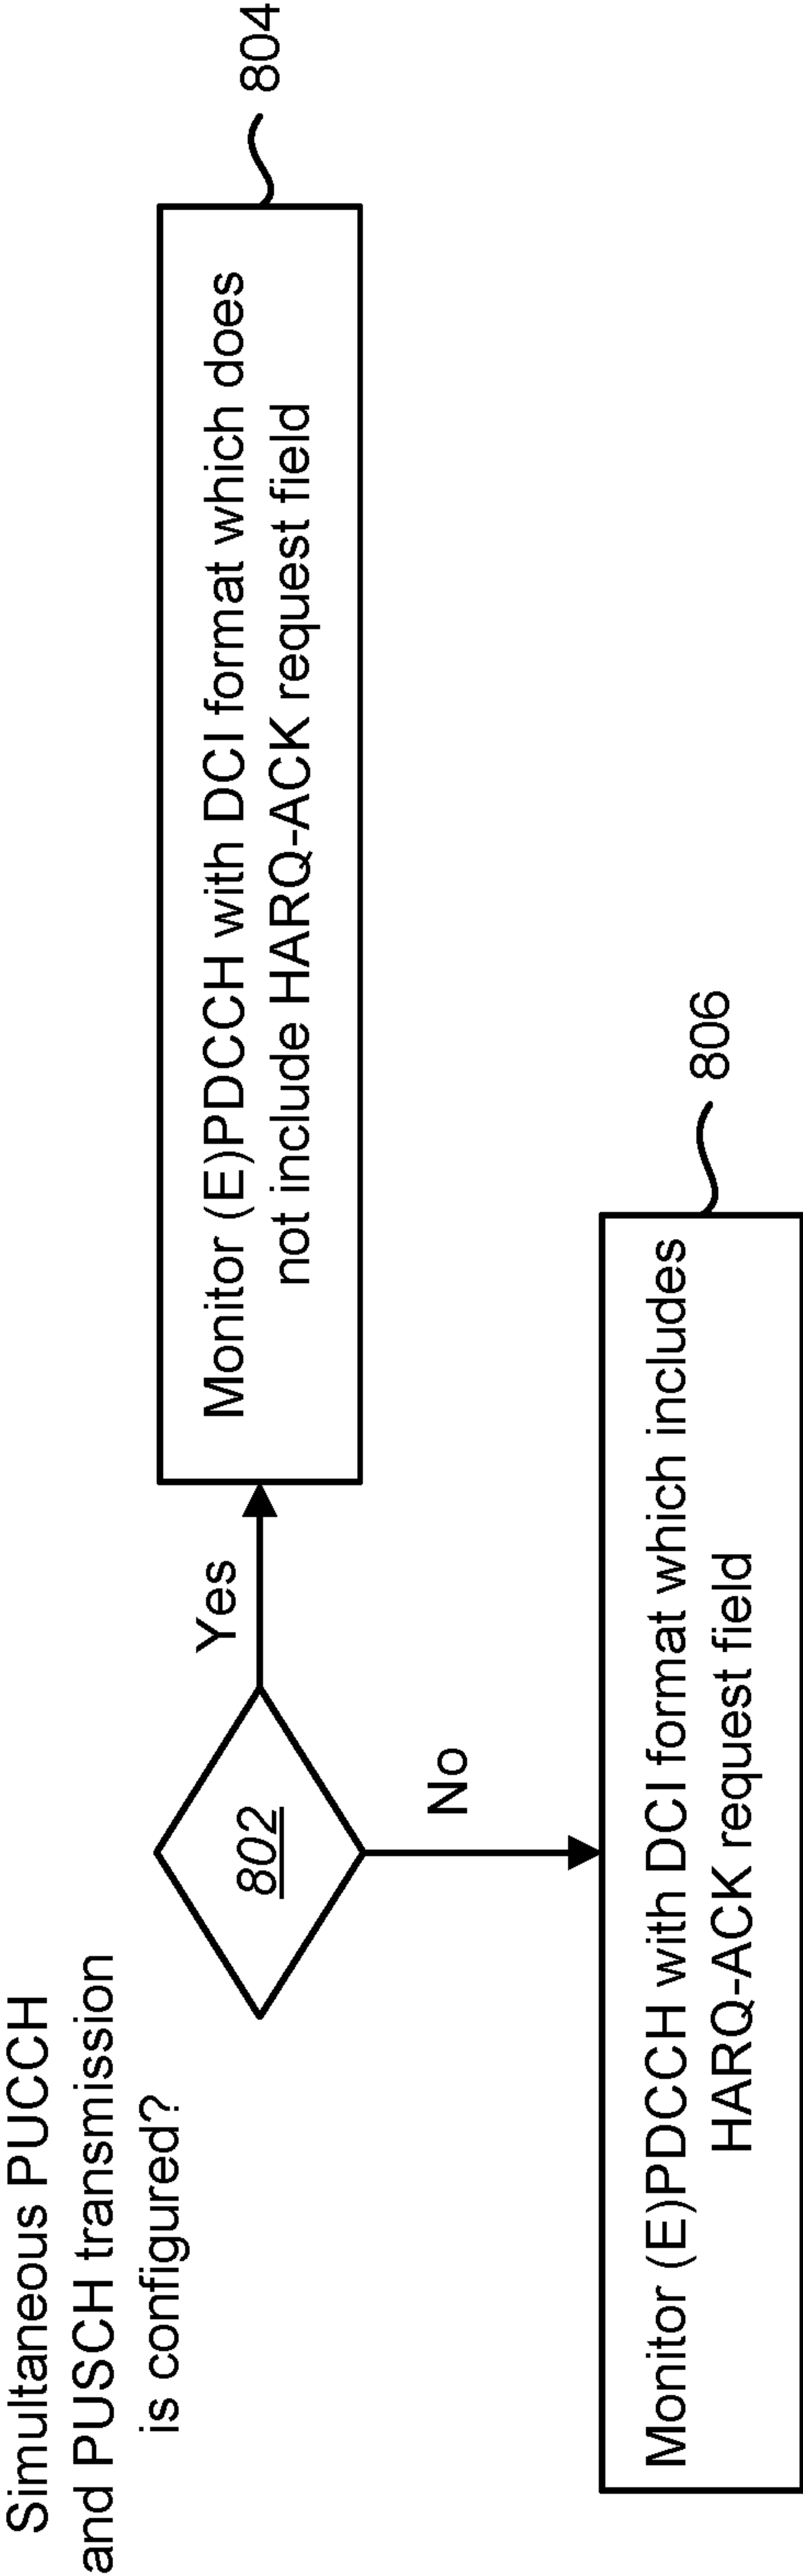 Simultaneous PUCCH
and PUSCH transmission
is configured?
802
Yes
Monitor (E)PDCCH with DCI format which does
not include HARQ-ACK request field
804
No
Monitor (E)PDCCH with DCI format which includes
HARQ-ACK request field
806